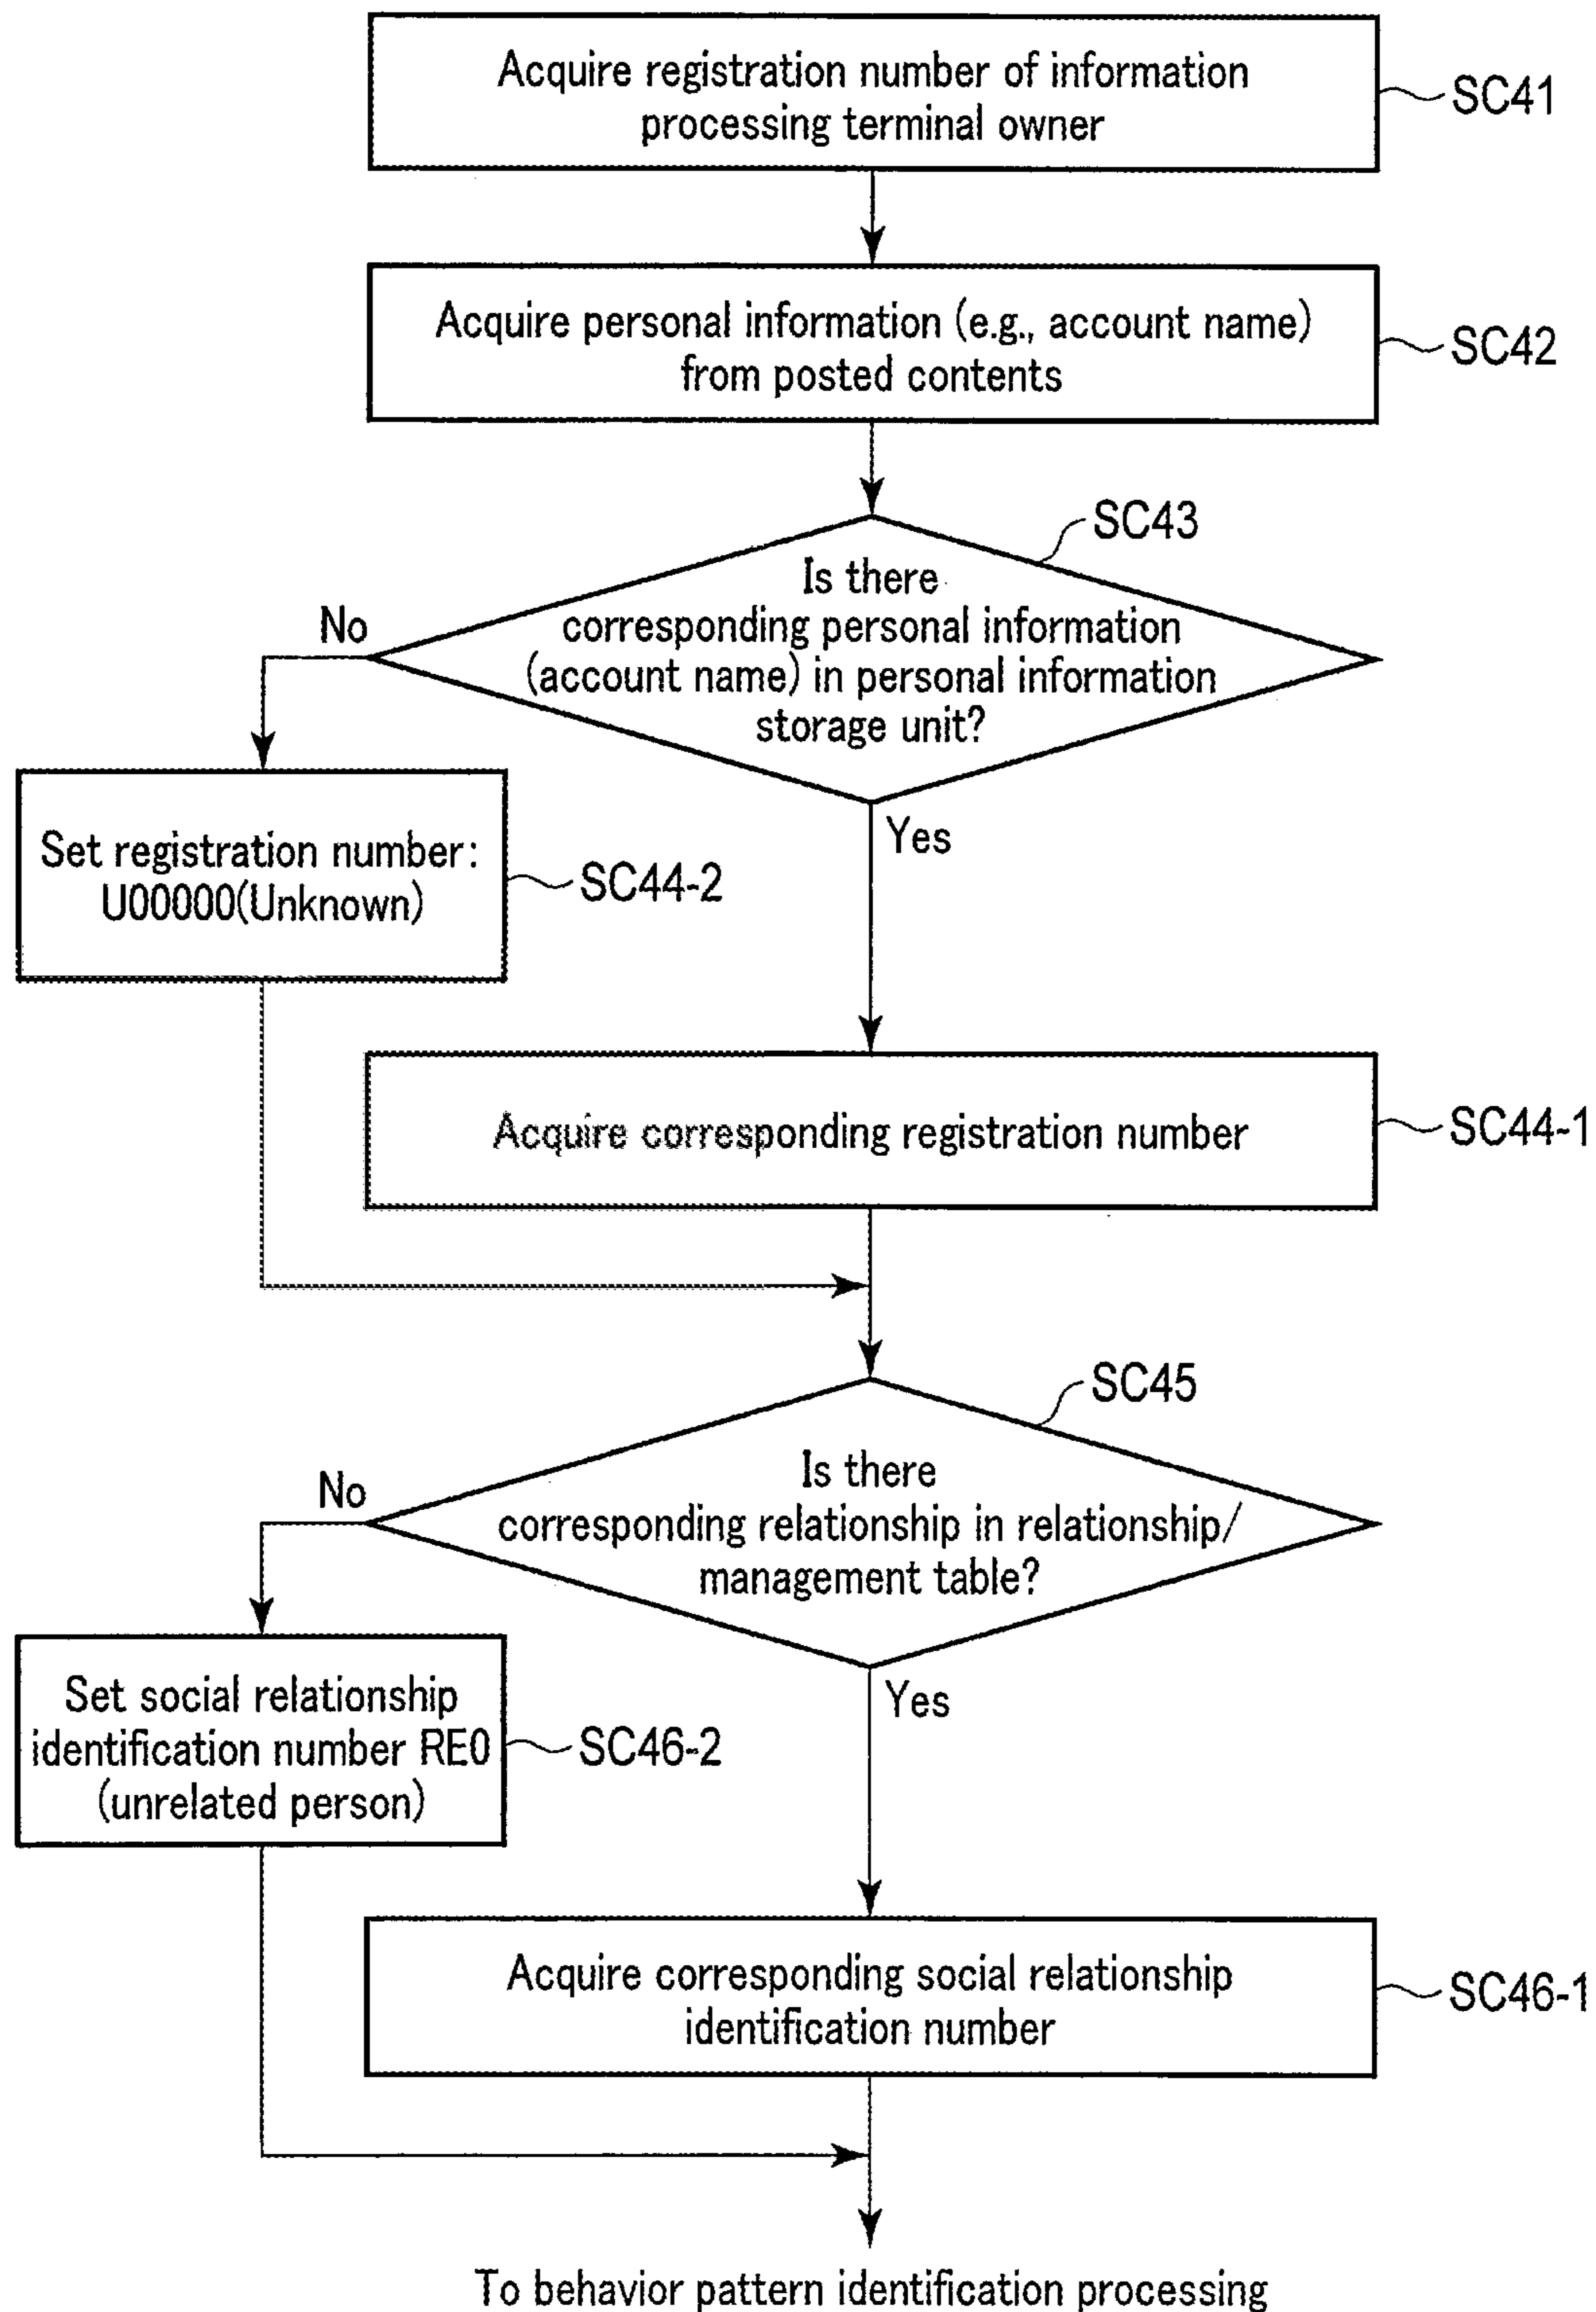 Acquire registration number of information
processing terminal owner
SC41
Acquire personal information (e.g., account name)
from posted contents
SC42
SC43
Is there
corresponding personal information
(account name) in personal information
storage unit?
No
Yes
Set registration number:
U00000(Unknown)
SC44-2
Acquire corresponding registration number
SC44-1
SC45
Is there
corresponding relationship in relationship/
management table?
No
Yes
Set social relationship
identification number RE0
(unrelated person)
SC46-2
Acquire corresponding social relationship
identification number
SC46-1
To behavior pattern identification processing